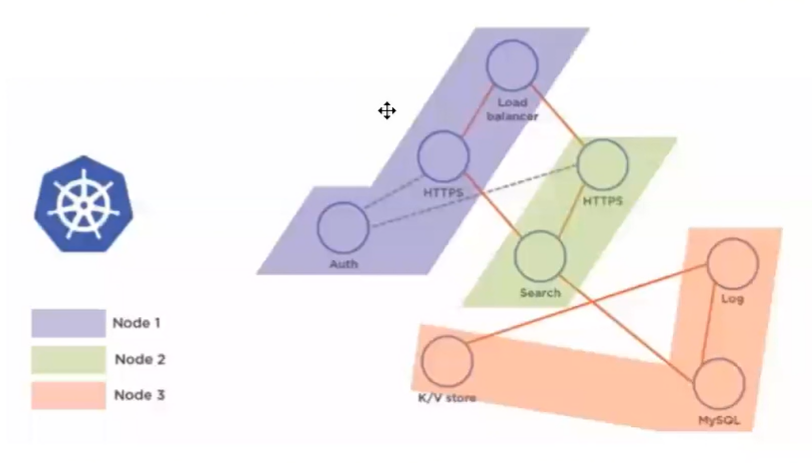 Load
balancer
HTTPS
HTTPS
Auth
Search
Log
Node 1
Node 2
Node 3
K/V store
MySQL